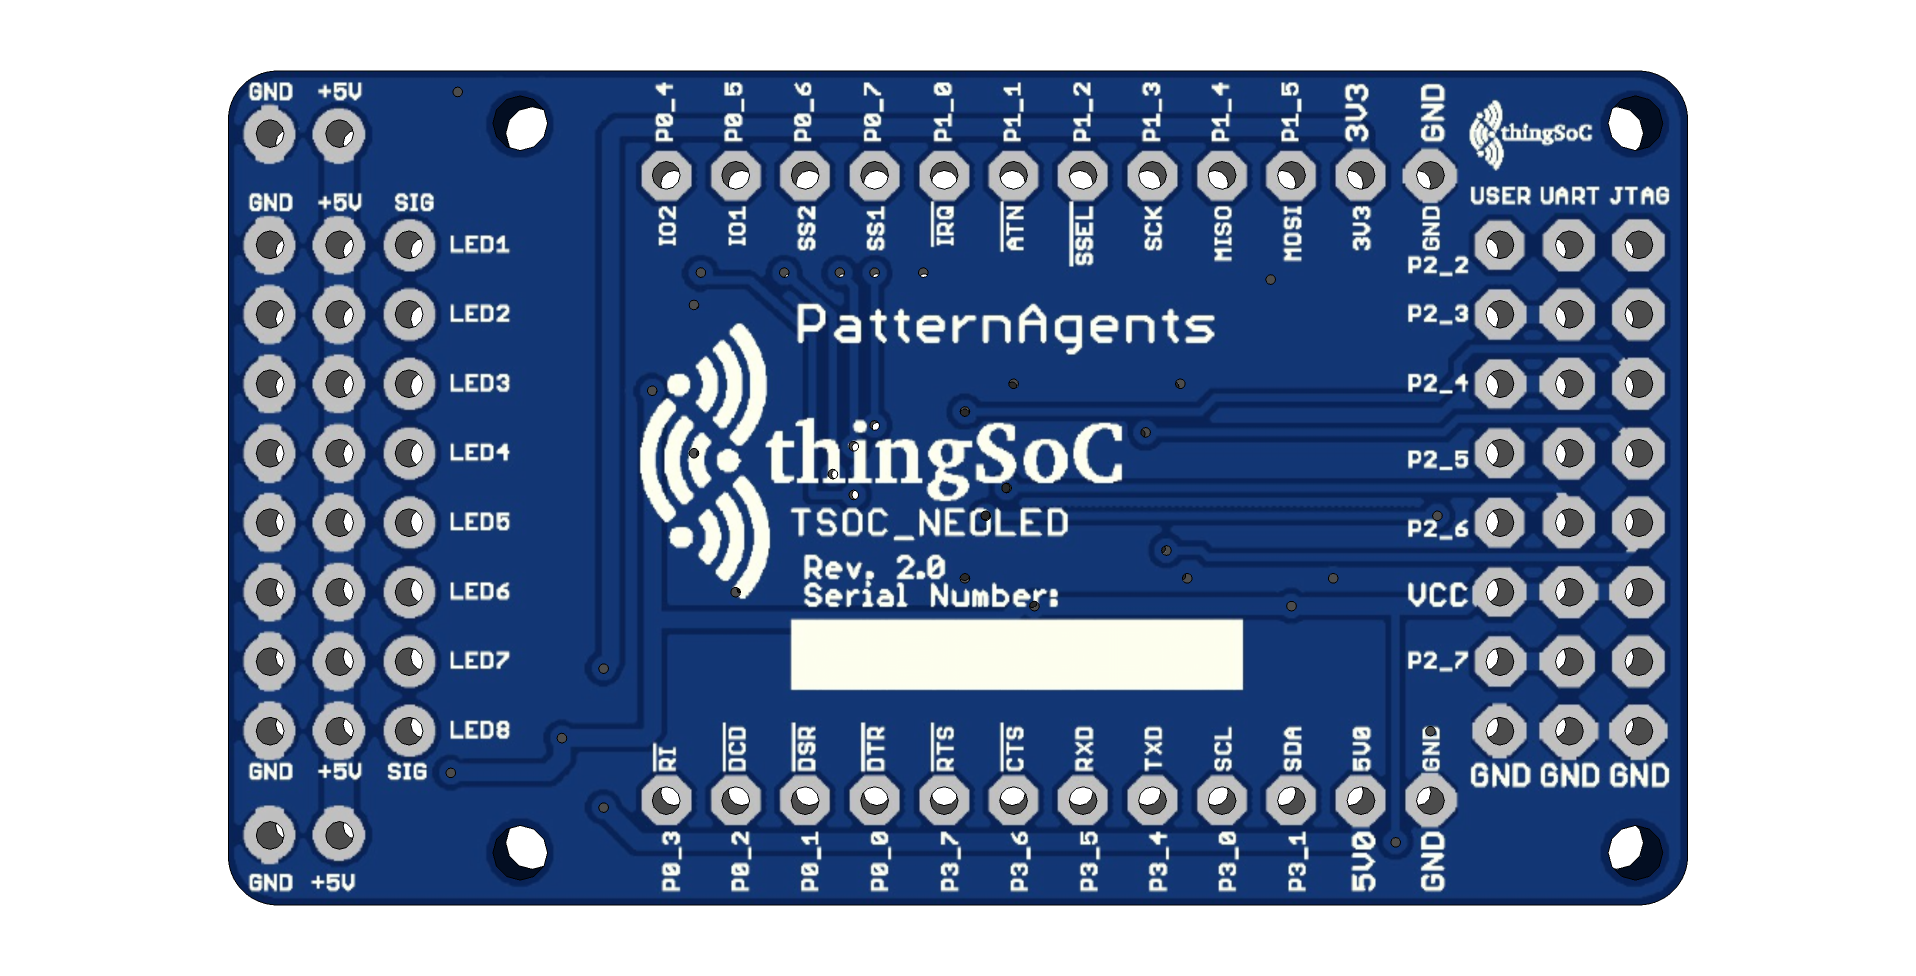 GND +5V
GND +5V SIG
LED1
LED2
LED3
LED4
LED5
LED6
LED7
LED8
GND +5V SIG
GND +5V
P0_4 P0_5 P0_6 P0_7 P1_0 P1_1 P1_2 P1_3 P1_4 P1_5 3V3 GND
IO2 IO1 SS2 SS1 IRQ ATN SSEL SCK MISO MOSI 3V3 GND
PatternAgents
thingSoC
TSOC_NEOLED
Rev. 2.0
Serial Number:
RI DCD DSR DTR RTS CTS RXD TXD SCL SDA 5V0 GND
P0_3 P0_2 P0_1 P0_0 P3_7 P3_6 P3_5 P3_4 P3_0 P3_1 5V0 GND
thingSoC
USER UART JTAG
P2_2
P2_3
P2_4
P2_5
P2_6
VCC
P2_7
GND GND GND